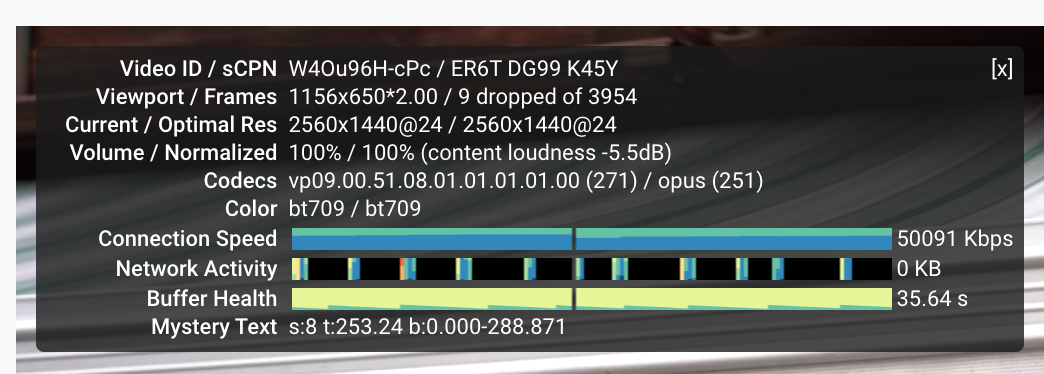 Video ID / sCPN W4Ou96H-cPc / ER6T DG99 K45Y [x]
Viewport / Frames 1156x650*2.00 / 9 dropped of 3954
Current / Optimal Res 2560x1440@24 / 2560x1440@24
Volume / Normalized 100% / 100% (content loudness -5.5dB)
Codecs vp09.00.51.08.01.01.01.01.00 (271) / opus (251)
Color bt709 / bt709
Connection Speed 50091 Kbps
Network Activity 0 KB
Buffer Health 35.64 s
Mystery Text s:8 t:253.24 b:0.000-288.871